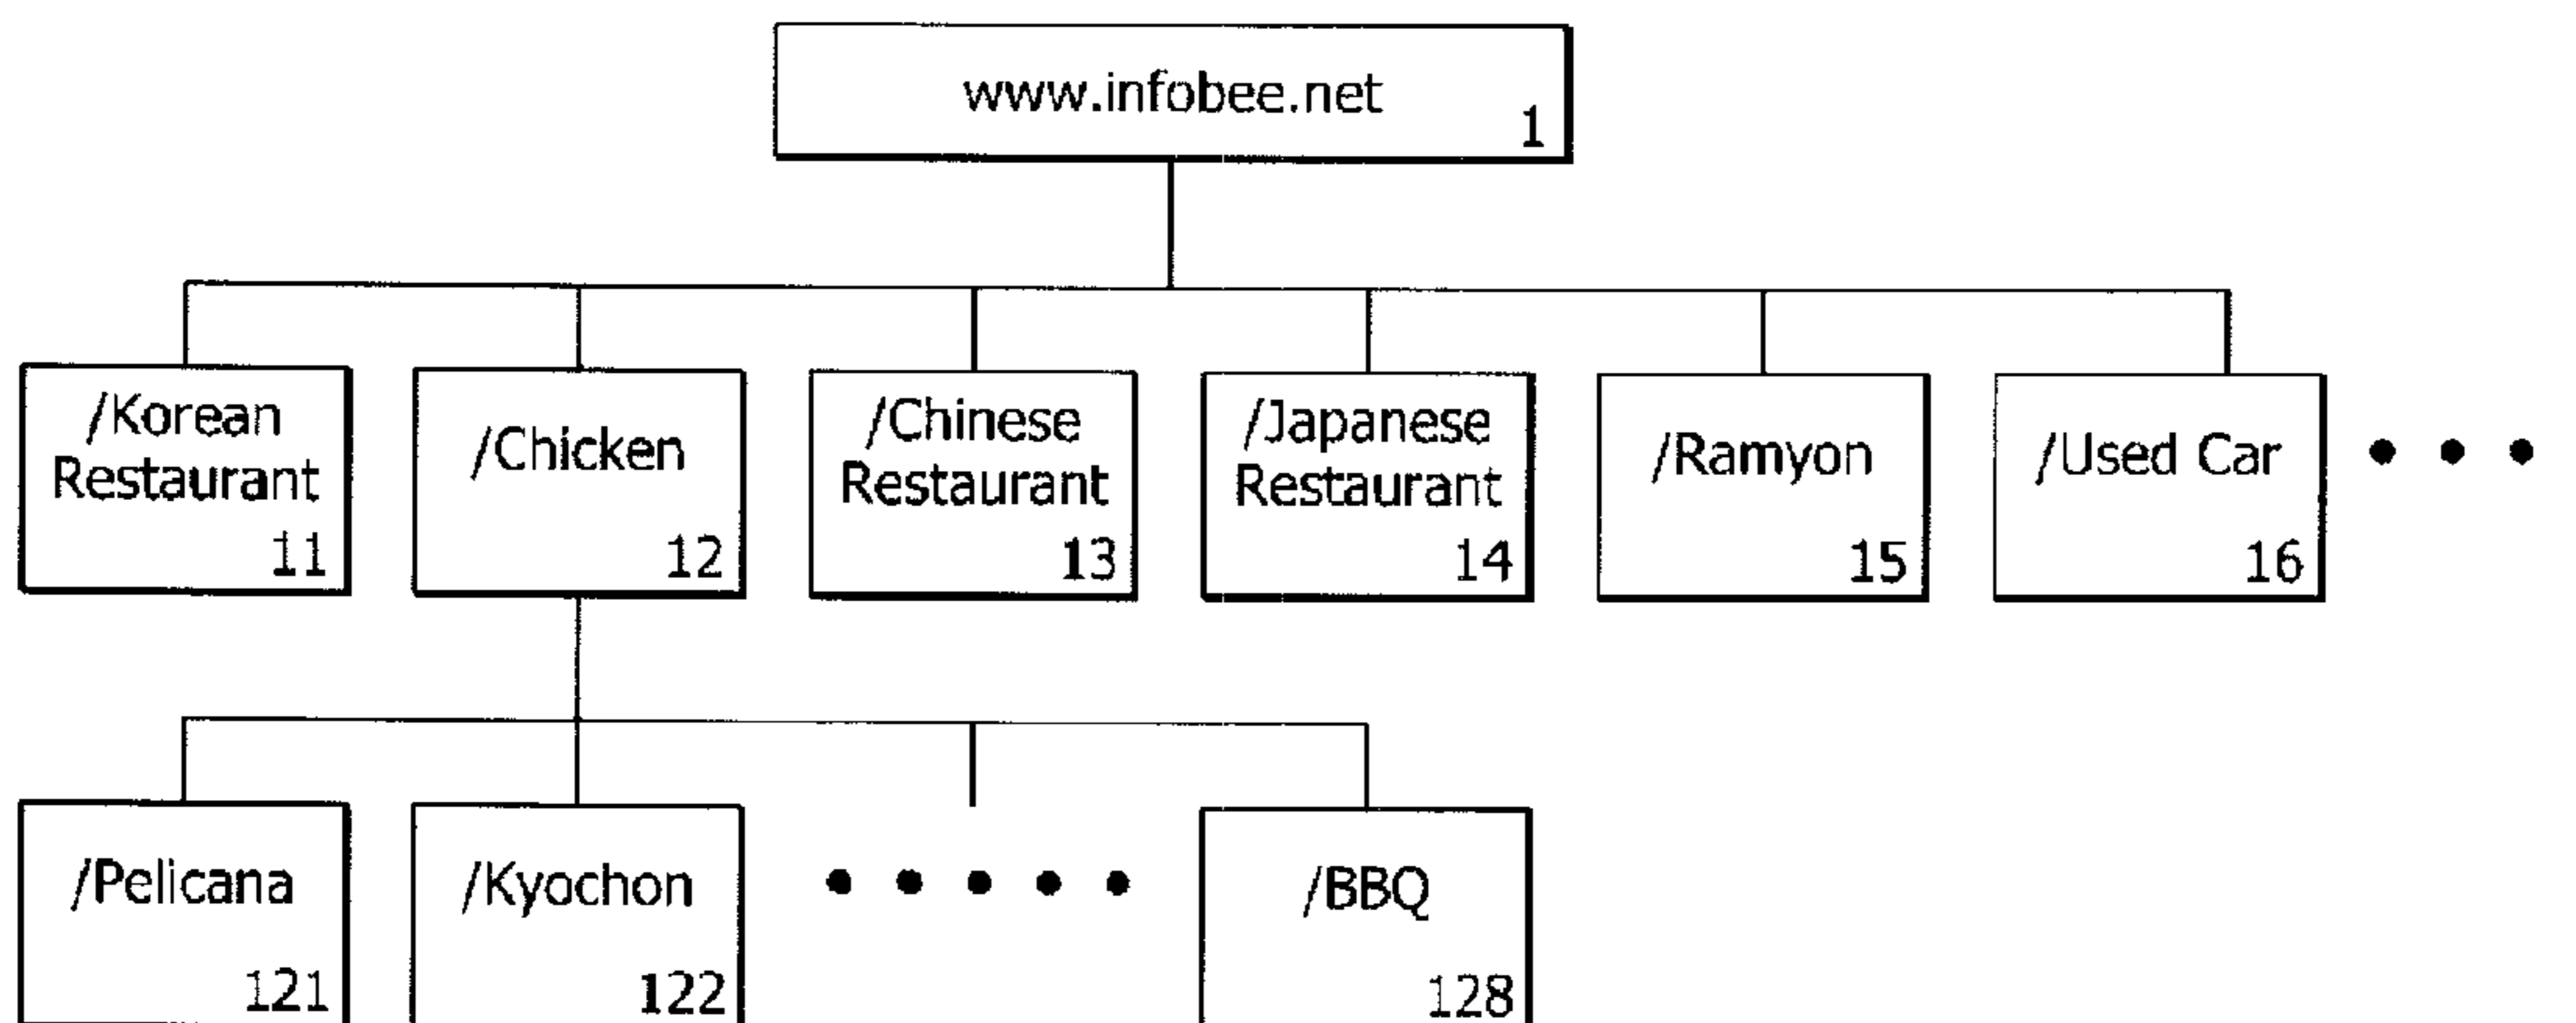 www.infobee.net
1
/Korean
Restaurant
11
/Chicken
12
/Chinese
Restaurant
13
/Japanese
Restaurant
14
/Ramyon
15
/Used Car
16
/Pelicana
121
/Kyochon
122
/BBQ
128